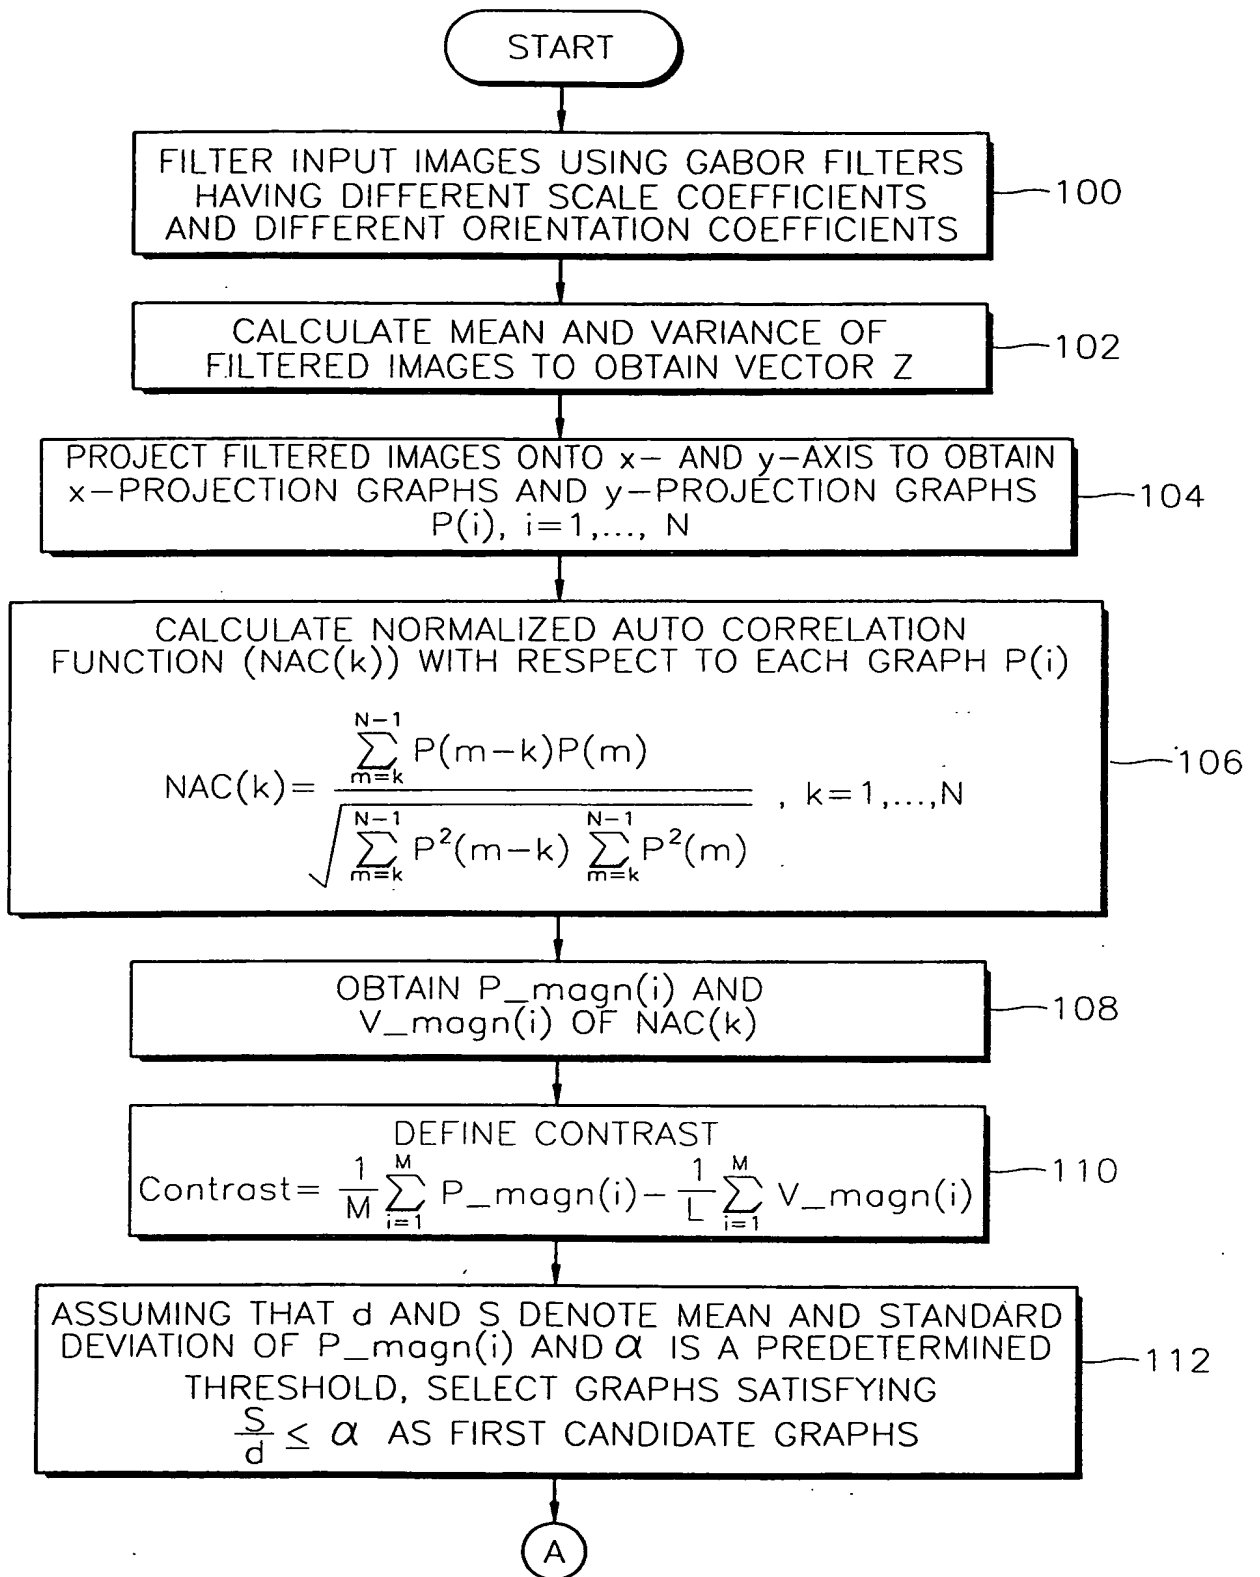 START
FILTER INPUT IMAGES USING GABOR FILTERS
HAVING DIFFERENT SCALE COEFFICIENTS
AND DIFFERENT ORIENTATION COEFFICIENTS
100
CALCULATE MEAN AND VARIANCE OF
FILTERED IMAGES TO OBTAIN VECTOR Z
102
PROJECT FILTERED IMAGES ONTO x- AND y-AXIS TO OBTAIN
x-PROJECTION GRAPHS AND y-PROJECTION GRAPHS
P(i), i=1,..., N
104
CALCULATE NORMALIZED AUTO CORRELATION
FUNCTION (NAC(k)) WITH RESPECT TO EACH GRAPH P(i)
N-1
∑ P(m-k)P(m)
m=k
NAC(k)= , k=1,...,N
N-1 N-1
√ ∑ P²(m-k) ∑ P²(m)
m=k m=k
106
OBTAIN P_magn(i) AND
V_magn(i) OF NAC(k)
108
DEFINE CONTRAST
Contrast= 1/M ∑ M i=1 P_magn(i)- 1/L ∑ M i=1 V_magn(i)
110
ASSUMING THAT d AND S DENOTE MEAN AND STANDARD
DEVIATION OF P_magn(i) AND α IS A PREDETERMINED
THRESHOLD, SELECT GRAPHS SATISFYING
S/d ≤ α AS FIRST CANDIDATE GRAPHS
112
A